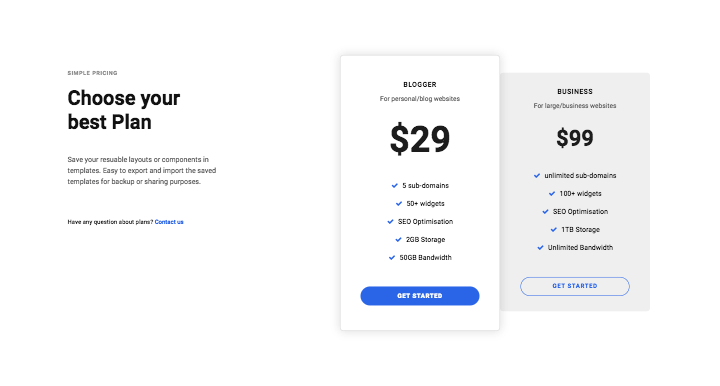 SIMPLE PRICING
Choose your
best Plan
Save your resuable layouts or components in
templates. Easy to export and import the saved
templates for backup or sharing purposes.
Have any question about plans? Contact us
BLOGGER
For personal/blog websites
$29
5 sub-domains
50+ widgets
SEO Optimisation
2GB Storage
50GB Bandwidth
GET STARTED
BUSINESS
For large/business websites
$99
unlimited sub-domains
100+ widgets
SEO Optimisation
1TB Storage
Unlimited Bandwidth
GET STARTED